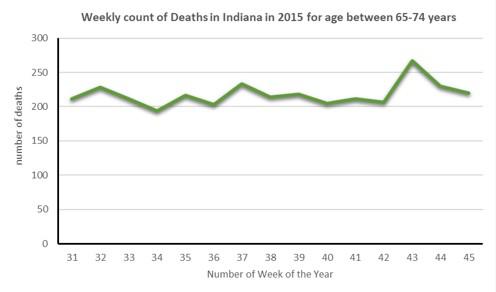 Weekly count of Deaths in Indiana in 2015 for age between 65-74 years
number of deaths
300
250
200
150
100
50
0
31 32 33 34 35 36 37 38 39 40 41 42 43 44 45
Number of Week of the Year